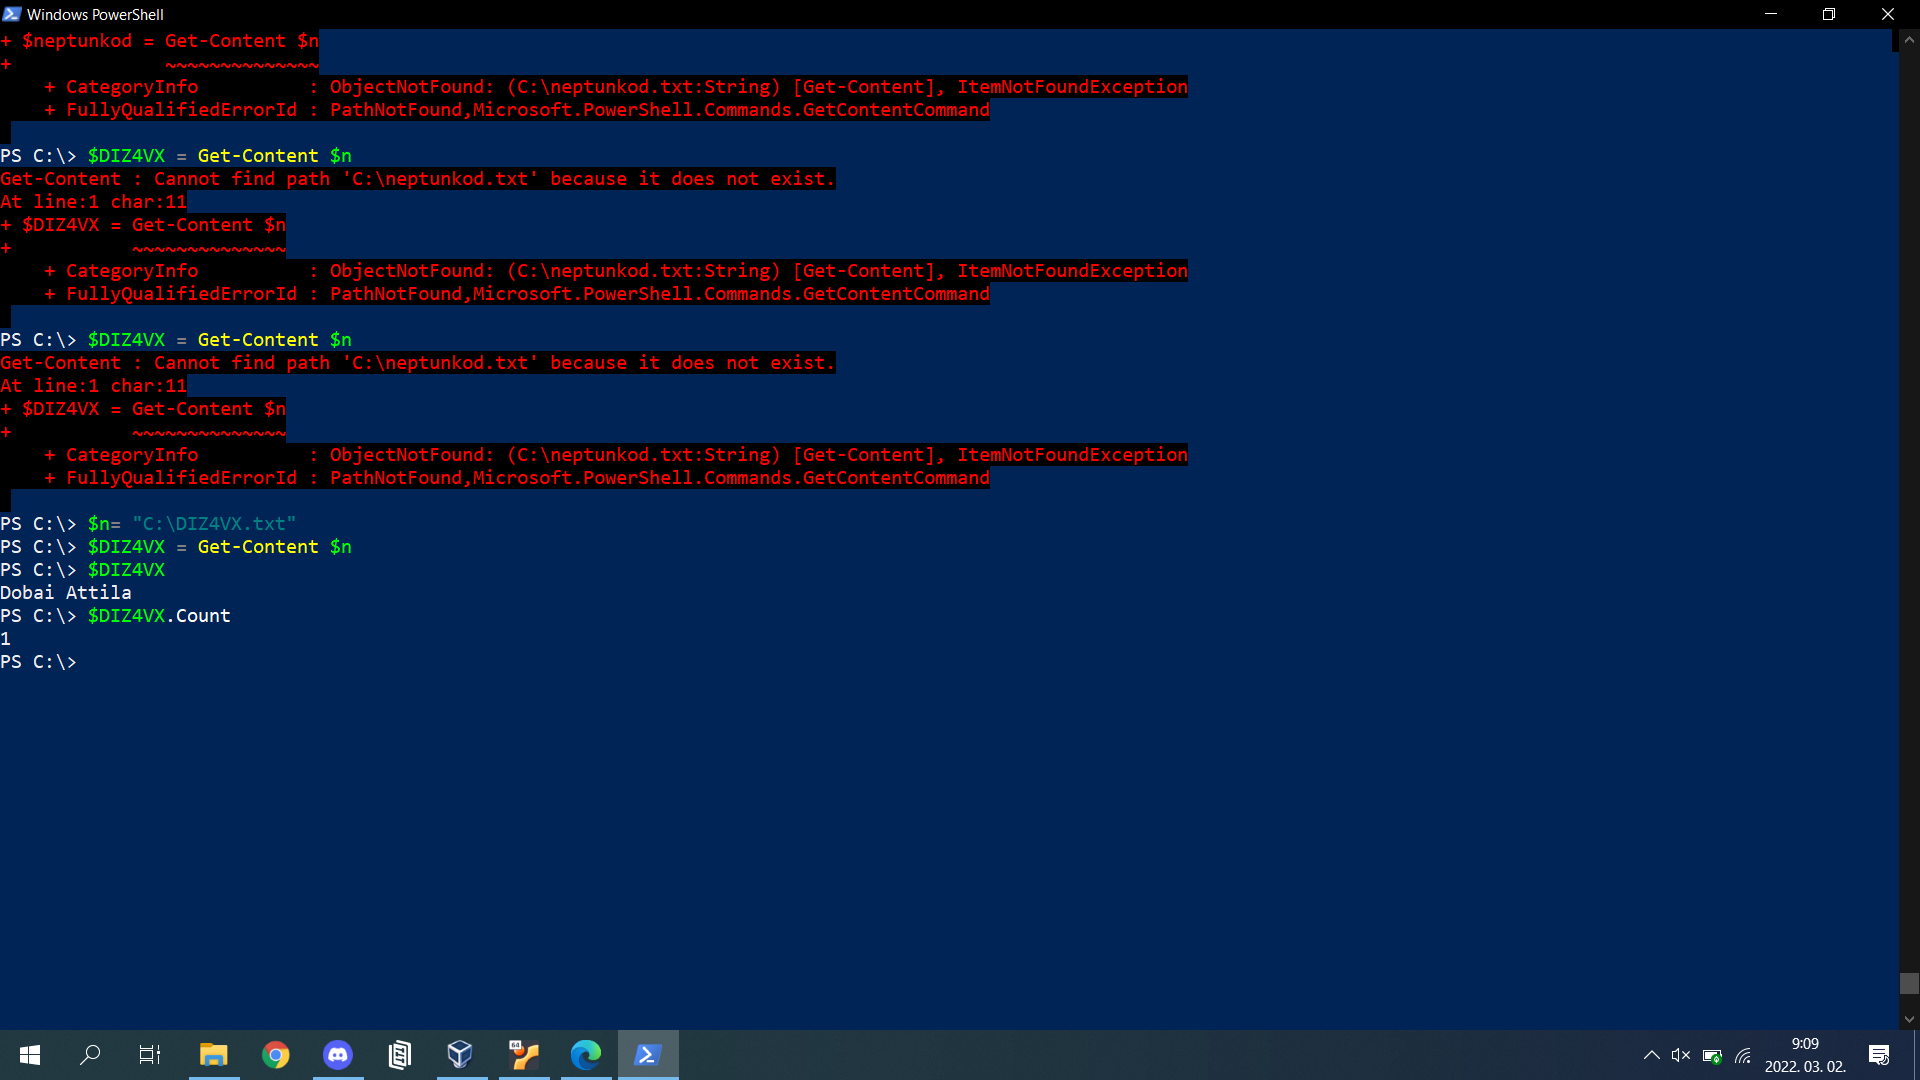 Windows PowerShell
+ $neptunkod = Get-Content $n
+              ~~~~~~~~~~~~~~
    + CategoryInfo          : ObjectNotFound: (C:\neptunkod.txt:String) [Get-Content], ItemNotFoundException
    + FullyQualifiedErrorId : PathNotFound,Microsoft.PowerShell.Commands.GetContentCommand
PS C:\> $DIZ4VX = Get-Content $n
Get-Content : Cannot find path 'C:\neptunkod.txt' because it does not exist.
At line:1 char:11
+ $DIZ4VX = Get-Content $n
+           ~~~~~~~~~~~~~~
    + CategoryInfo          : ObjectNotFound: (C:\neptunkod.txt:String) [Get-Content], ItemNotFoundException
    + FullyQualifiedErrorId : PathNotFound,Microsoft.PowerShell.Commands.GetContentCommand
PS C:\> $DIZ4VX = Get-Content $n
Get-Content : Cannot find path 'C:\neptunkod.txt' because it does not exist.
At line:1 char:11
+ $DIZ4VX = Get-Content $n
+           ~~~~~~~~~~~~~~
    + CategoryInfo          : ObjectNotFound: (C:\neptunkod.txt:String) [Get-Content], ItemNotFoundException
    + FullyQualifiedErrorId : PathNotFound,Microsoft.PowerShell.Commands.GetContentCommand
PS C:\> $n= "C:\DIZ4VX.txt"
PS C:\> $DIZ4VX = Get-Content $n
PS C:\> $DIZ4VX
Dobai Attila
PS C:\> $DIZ4VX.Count
1
PS C:\>
64
9:09
2022. 03. 02.